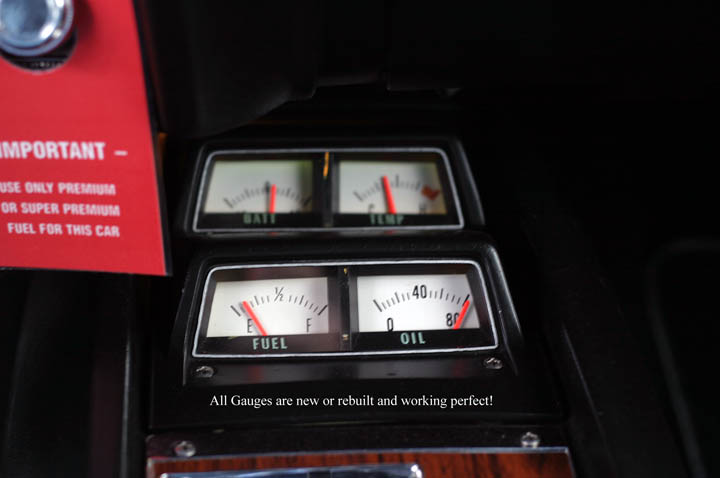 IMPORTANT –
USE ONLY PREMIUM
OR SUPER PREMIUM
FUEL FOR THIS CAR
BATT
TEMP
C
H
½
E
F
FUEL
40
0
80
OIL
All Gauges are new or rebuilt and working perfect!